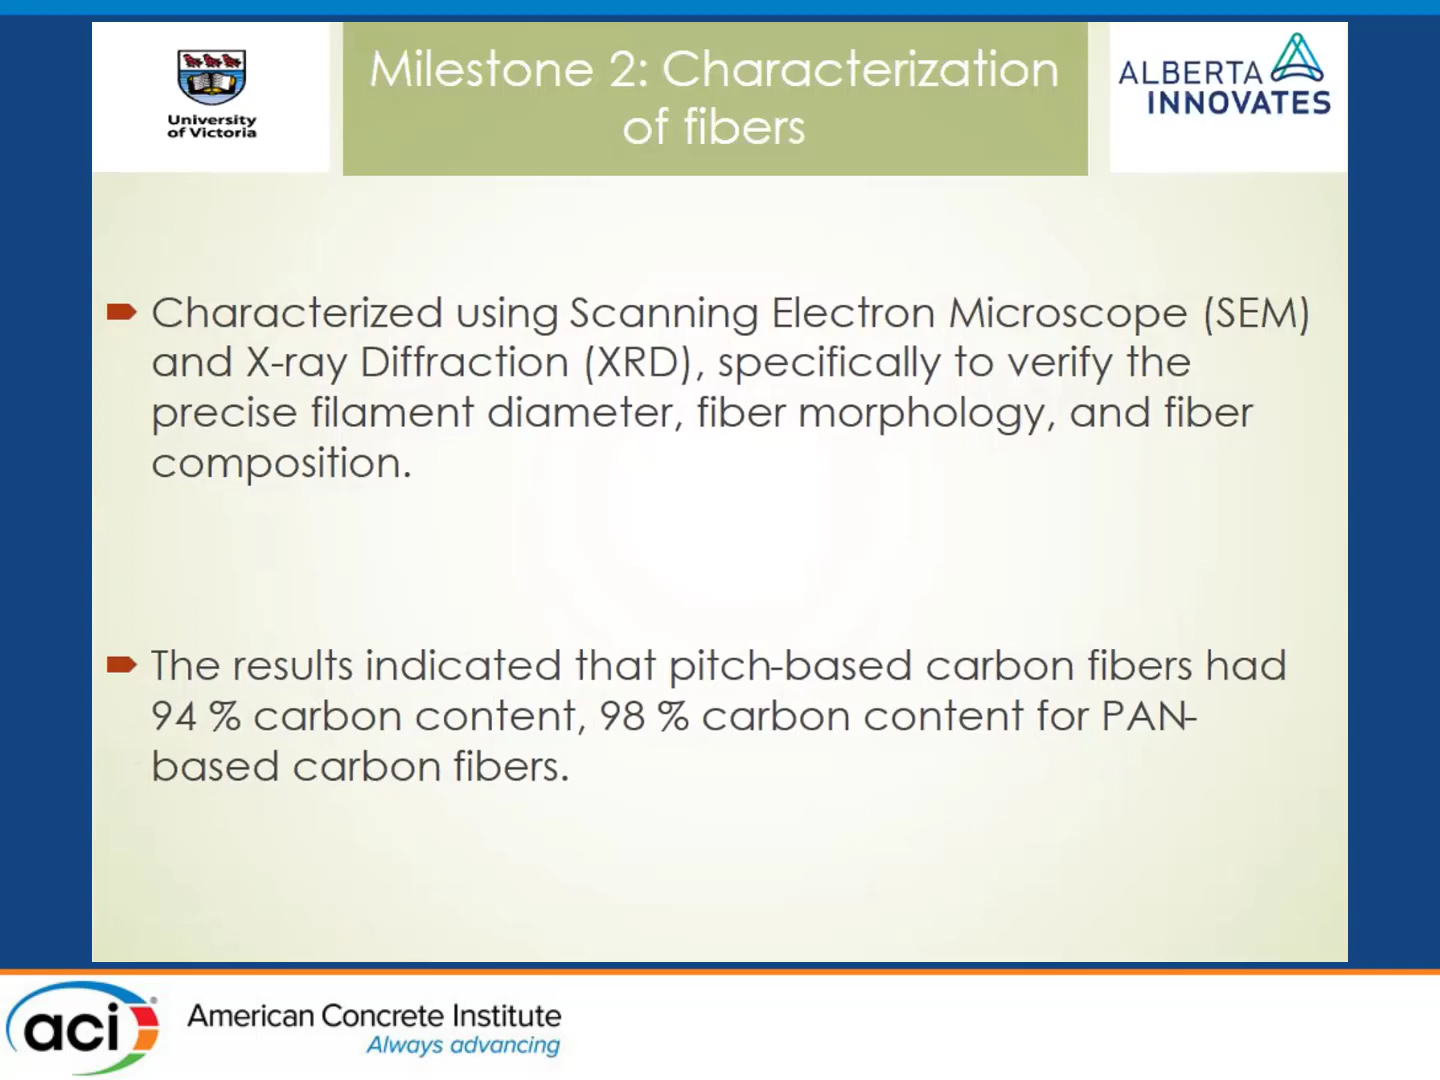 University
of Victoria
Milestone 2: Characterization
of fibers
ALBERTA
INNOVATES
Characterized using Scanning Electron Microscope (SEM)
and X-ray Diffraction (XRD), specifically to verify the
precise filament diameter, fiber morphology, and fiber
composition.
The results indicated that pitch-based carbon fibers had
94 % carbon content, 98 % carbon content for PAN-
based carbon fibers.
aci®
American Concrete Institute
Always advancing